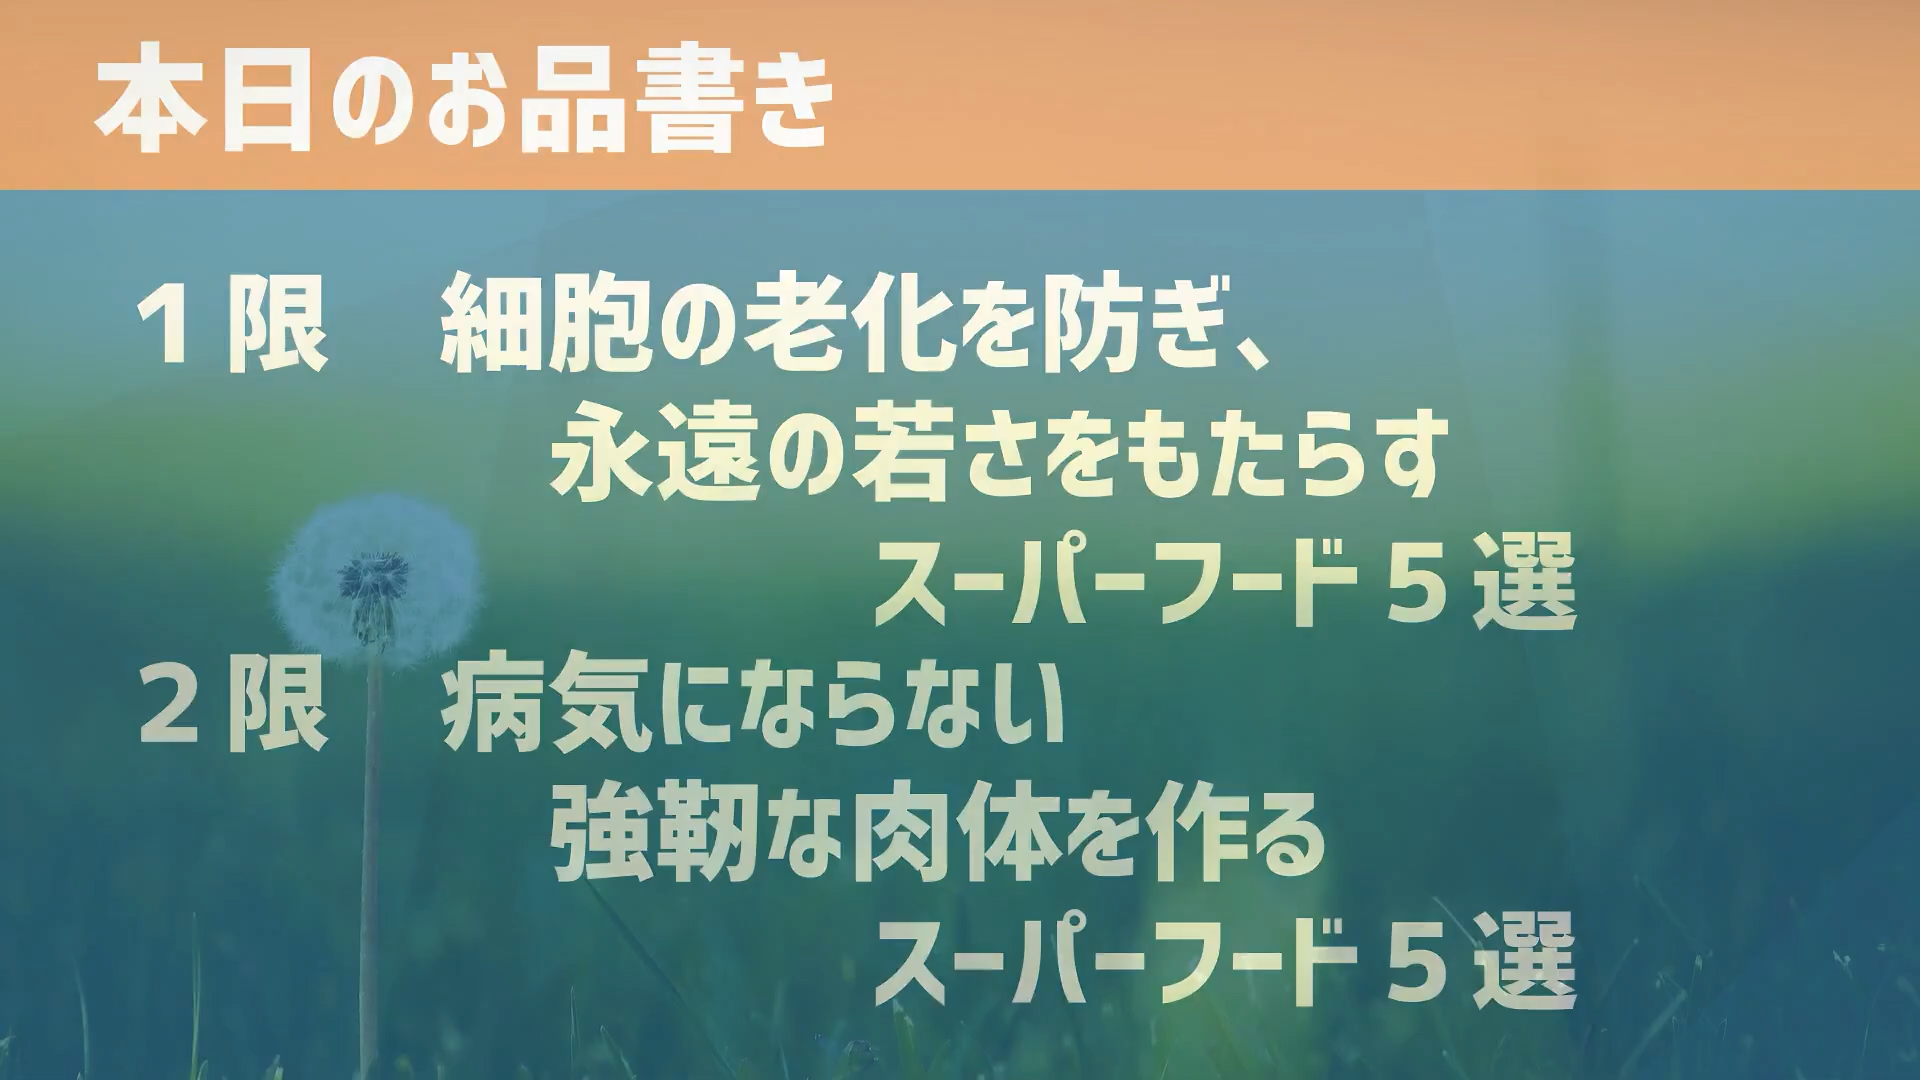 本日のお品書き
１限　細胞の老化を防ぎ、
永遠の若さをもたらす
スーパーフード５選
２限　病気にならない
強靭な肉体を作る
スーパーフード５選